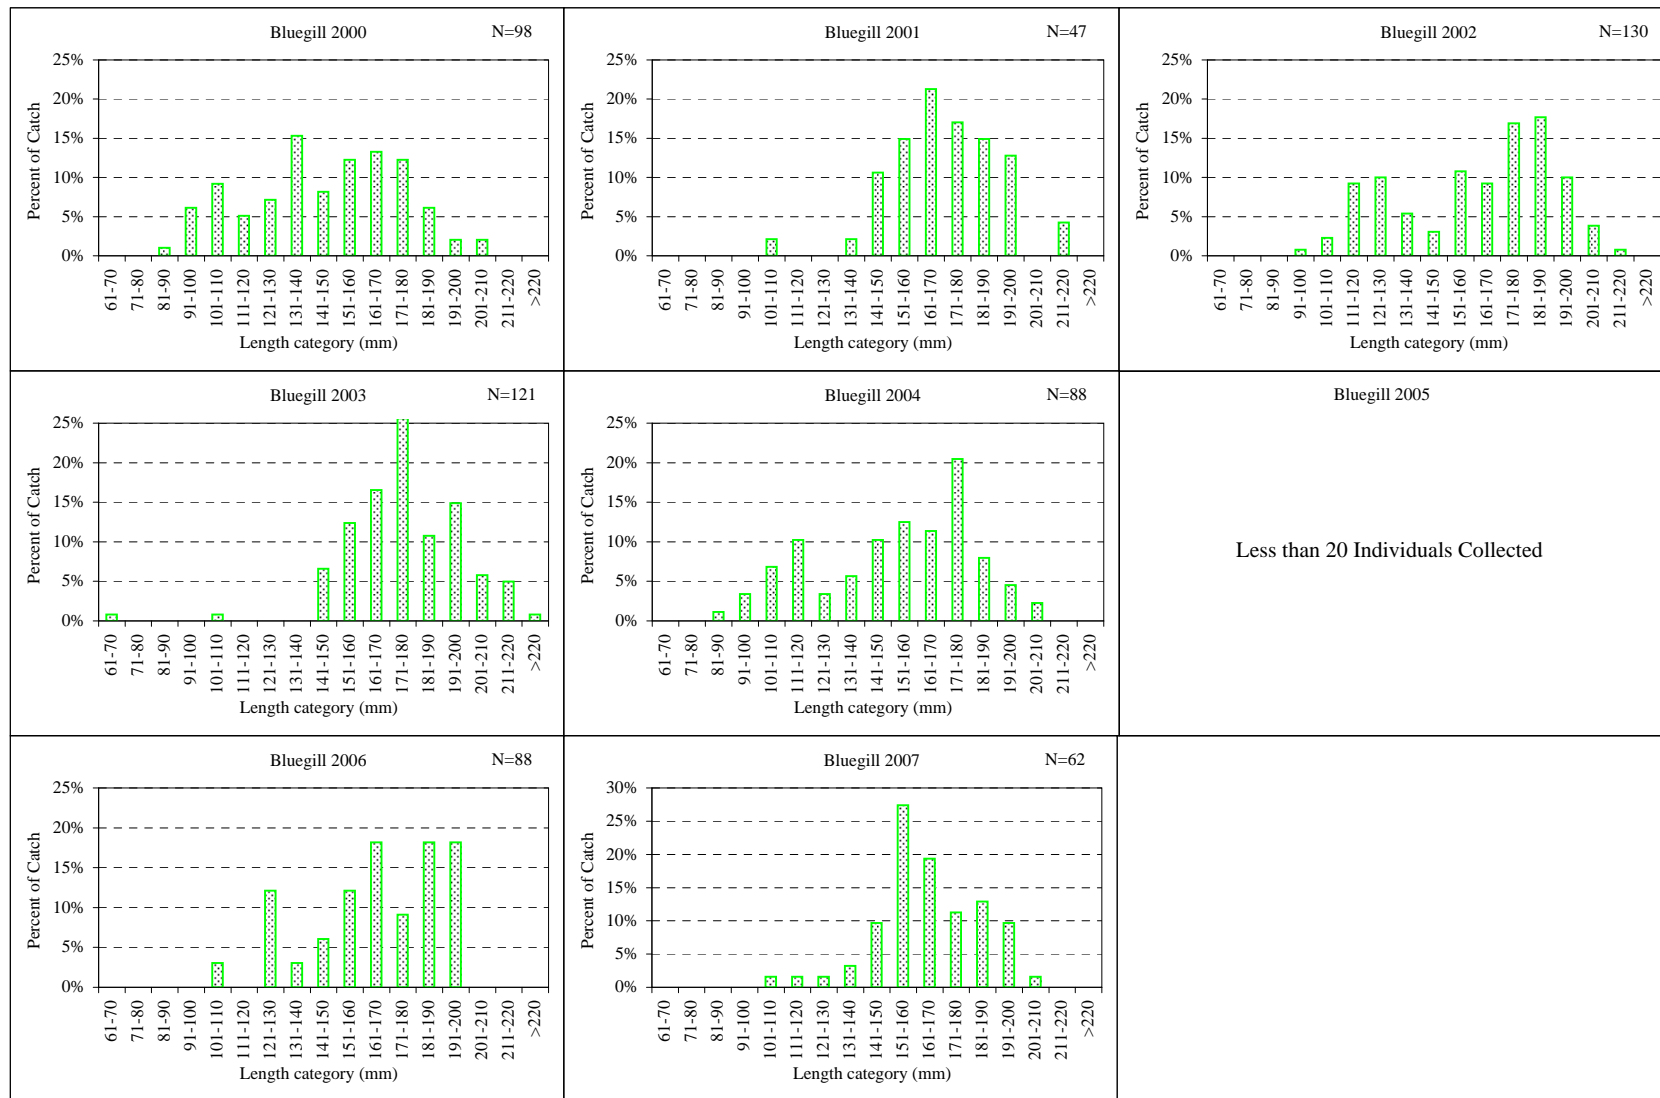 Bluegill 2000 N=98
25%
20%
15%
10%
5%
0%
Percent of Catch
61-70 71-80 81-90 91-100 101-110 111-120 121-130 131-140 141-150 151-160 161-170 171-180 181-190 191-200 201-210 211-220 >220
Length category (mm)
Bluegill 2001 N=47
25%
20%
15%
10%
5%
0%
Percent of Catch
61-70 71-80 81-90 91-100 101-110 111-120 121-130 131-140 141-150 151-160 161-170 171-180 181-190 191-200 201-210 211-220 >220
Length category (mm)
Bluegill 2002 N=130
25%
20%
15%
10%
5%
0%
Percent of Catch
61-70 71-80 81-90 91-100 101-110 111-120 121-130 131-140 141-150 151-160 161-170 171-180 181-190 191-200 201-210 211-220 >220
Length category (mm)
Bluegill 2003 N=121
25%
20%
15%
10%
5%
0%
Percent of Catch
61-70 71-80 81-90 91-100 101-110 111-120 121-130 131-140 141-150 151-160 161-170 171-180 181-190 191-200 201-210 211-220 >220
Length category (mm)
Bluegill 2004 N=88
25%
20%
15%
10%
5%
0%
Percent of Catch
61-70 71-80 81-90 91-100 101-110 111-120 121-130 131-140 141-150 151-160 161-170 171-180 181-190 191-200 201-210 211-220 >220
Length category (mm)
Bluegill 2005
Less than 20 Individuals Collected
Bluegill 2006 N=88
25%
20%
15%
10%
5%
0%
Percent of Catch
61-70 71-80 81-90 91-100 101-110 111-120 121-130 131-140 141-150 151-160 161-170 171-180 181-190 191-200 201-210 211-220 >220
Length category (mm)
Bluegill 2007 N=62
30%
25%
20%
15%
10%
5%
0%
Percent of Catch
61-70 71-80 81-90 91-100 101-110 111-120 121-130 131-140 141-150 151-160 161-170 171-180 181-190 191-200 201-210 211-220 >220
Length category (mm)